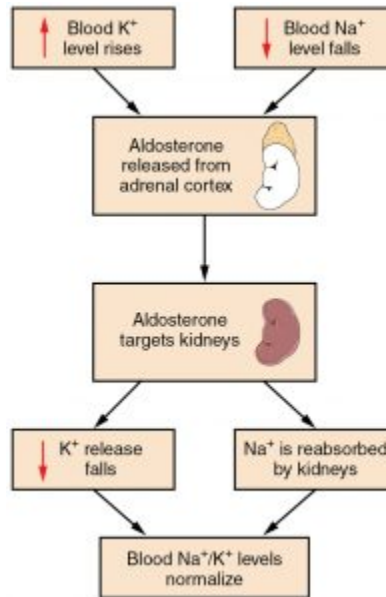 Blood K⁺
level rises
Blood Na⁺
level falls
Aldosterone
released from
adrenal cortex
Aldosterone
targets kidneys
K⁺ release
falls
Na⁺ is reabsorbed
by kidneys
Blood Na⁺/K⁺ levels
normalize